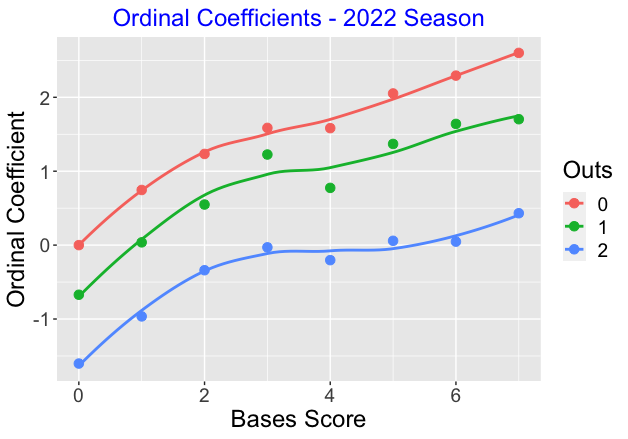 Ordinal Coefficients - 2022 Season
Ordinal Coefficient
2
1
0
-1
0 2 4 6
Bases Score
Outs
0
1
2